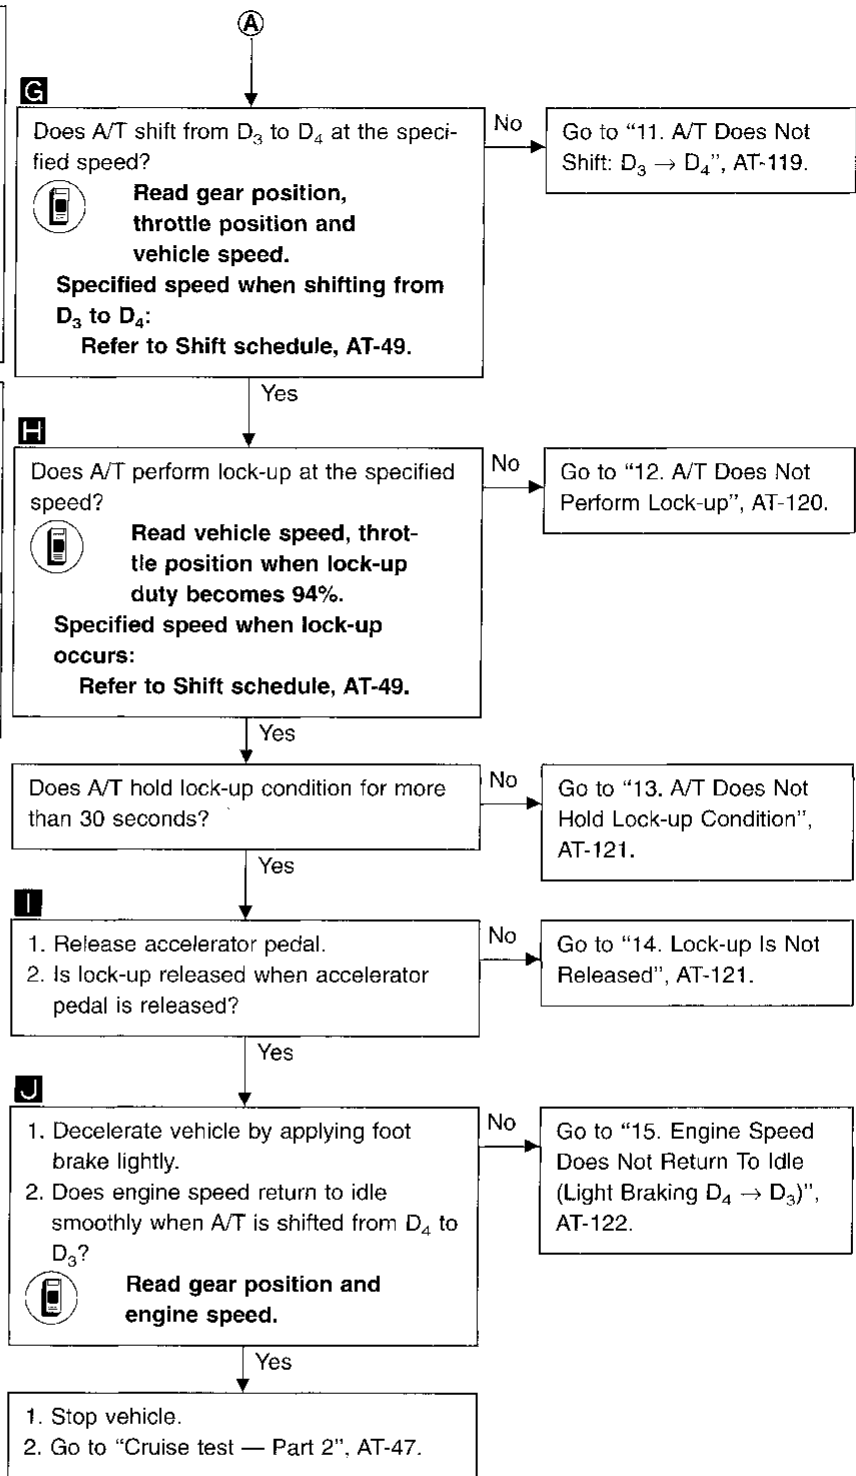 A
G
Does A/T shift from D3 to D4 at the speci-
fied speed?
Read gear position,
throttle position and
vehicle speed.
Specified speed when shifting from
D3 to D4:
Refer to Shift schedule, AT-49.
No
Go to “11. A/T Does Not
Shift: D3 → D4”, AT-119.
Yes
H
Does A/T perform lock-up at the specified
speed?
Read vehicle speed, throt-
tle position when lock-up
duty becomes 94%.
Specified speed when lock-up
occurs:
Refer to Shift schedule, AT-49.
No
Go to “12. A/T Does Not
Perform Lock-up”, AT-120.
Yes
Does A/T hold lock-up condition for more
than 30 seconds?
No
Go to “13. A/T Does Not
Hold Lock-up Condition”,
AT-121.
Yes
I
1. Release accelerator pedal.
2. Is lock-up released when accelerator
pedal is released?
No
Go to “14. Lock-up Is Not
Released”, AT-121.
Yes
J
1. Decelerate vehicle by applying foot
brake lightly.
2. Does engine speed return to idle
smoothly when A/T is shifted from D4 to
D3?
Read gear position and
engine speed.
No
Go to “15. Engine Speed
Does Not Return To Idle
(Light Braking D4 → D3)”,
AT-122.
Yes
1. Stop vehicle.
2. Go to “Cruise test — Part 2”, AT-47.